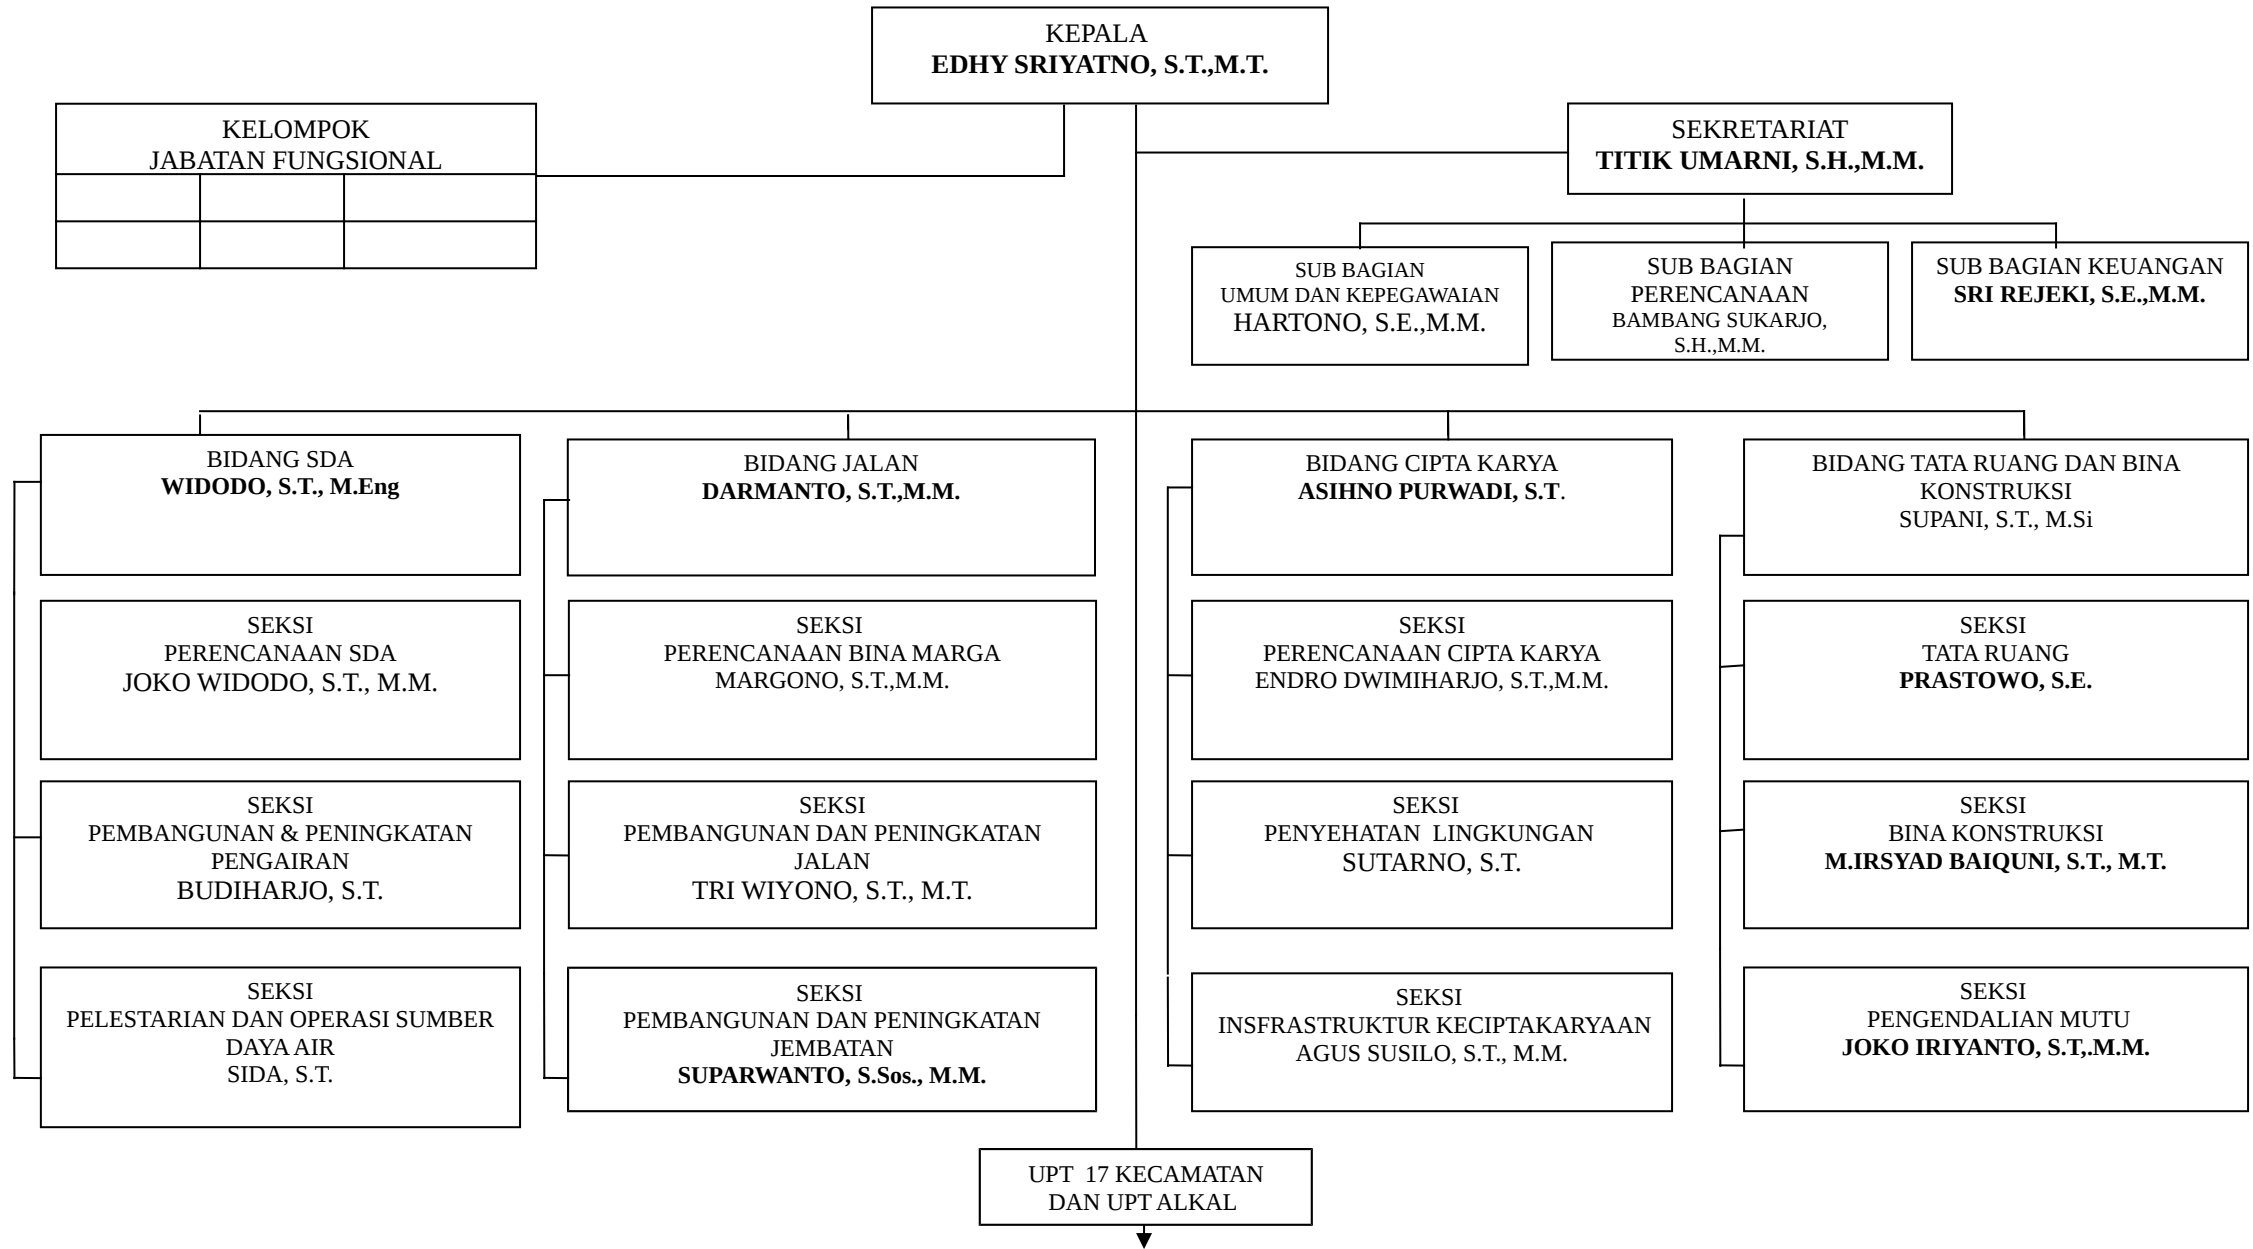 KEPALA
EDHY SRIYATNO, S.T.,M.T.
KELOMPOK
JABATAN FUNGSIONAL
SEKRETARIAT
TITIK UMARNI, S.H.,M.M.
SUB BAGIAN
UMUM DAN KEPEGAWAIAN
HARTONO, S.E.,M.M.
SUB BAGIAN
PERENCANAAN
BAMBANG SUKARJO,
S.H.,M.M.
SUB BAGIAN KEUANGAN
SRI REJEKI, S.E.,M.M.
BIDANG SDA
WIDODO, S.T., M.Eng
BIDANG JALAN
DARMANTO, S.T.,M.M.
BIDANG CIPTA KARYA
ASIHNO PURWADI, S.T.
BIDANG TATA RUANG DAN BINA
KONSTRUKSI
SUPANI, S.T., M.Si
SEKSI
PERENCANAAN SDA
JOKO WIDODO, S.T., M.M.
SEKSI
PERENCANAAN BINA MARGA
MARGONO, S.T.,M.M.
SEKSI
PERENCANAAN CIPTA KARYA
ENDRO DWIMIHARJO, S.T.,M.M.
SEKSI
TATA RUANG
PRASTOWO, S.E.
SEKSI
PEMBANGUNAN & PENINGKATAN
PENGAIRAN
BUDIHARJO, S.T.
SEKSI
PEMBANGUNAN DAN PENINGKATAN
JALAN
TRI WIYONO, S.T., M.T.
SEKSI
PENYEHATAN  LINGKUNGAN
SUTARNO, S.T.
SEKSI
BINA KONSTRUKSI
M.IRSYAD BAIQUNI, S.T., M.T.
SEKSI
PELESTARIAN DAN OPERASI SUMBER
DAYA AIR
SIDA, S.T.
SEKSI
PEMBANGUNAN DAN PENINGKATAN
JEMBATAN
SUPARWANTO, S.Sos., M.M.
SEKSI
INSFRASTRUKTUR KECIPTAKARYAAN
AGUS SUSILO, S.T., M.M.
SEKSI
PENGENDALIAN MUTU
JOKO IRIYANTO, S.T,.M.M.
UPT  17 KECAMATAN
DAN UPT ALKAL